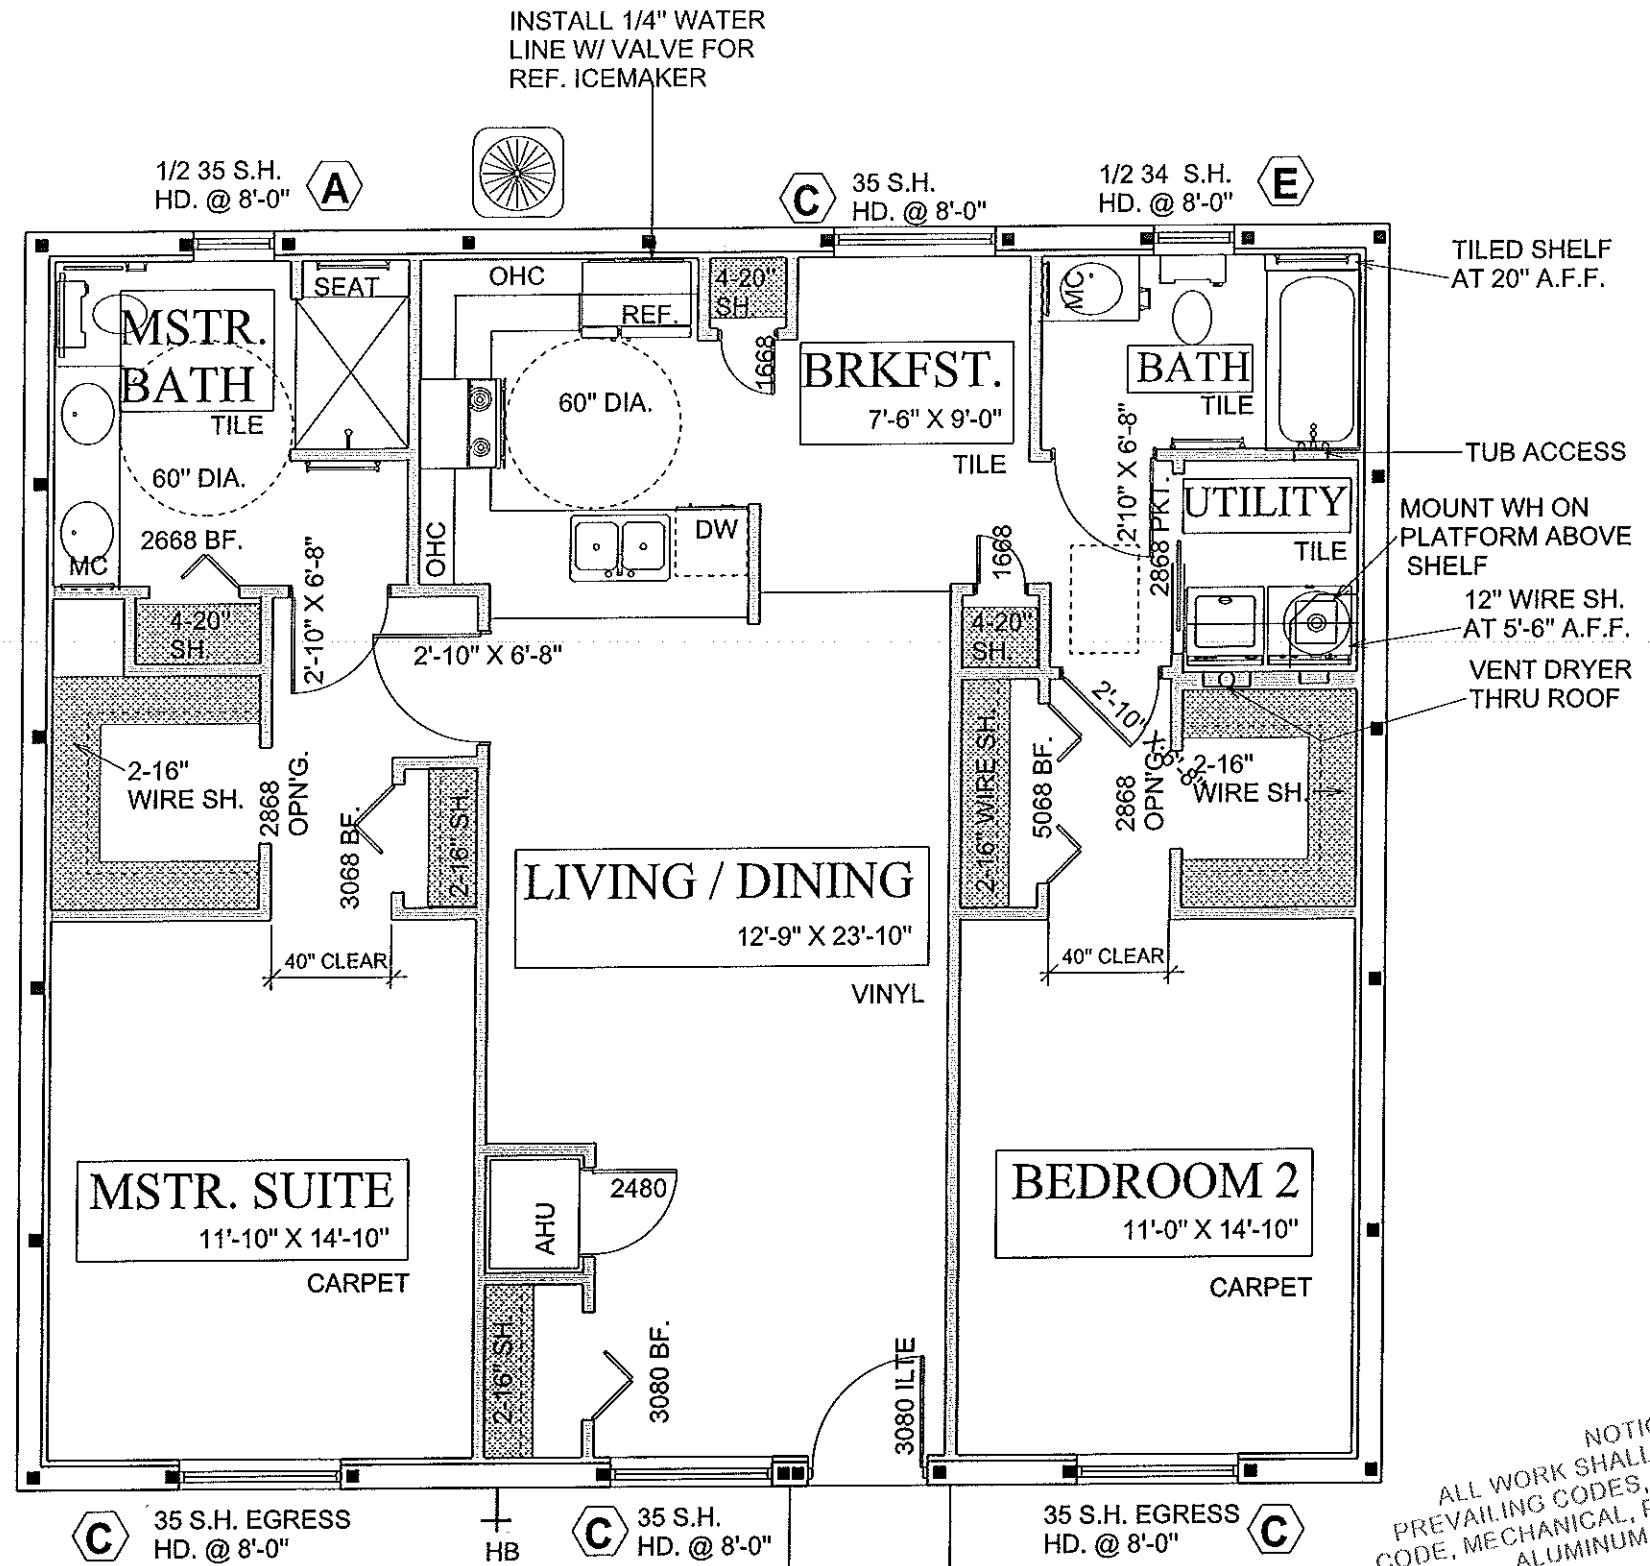 INSTALL 1/4" WATER
LINE W/ VALVE FOR
REF. ICEMAKER
1/2 35 S.H.
HD. @ 8'-0"
A
C
35 S.H.
HD. @ 8'-0"
1/2 34 S.H.
HD. @ 8'-0"
E
TILED SHELF
AT 20" A.F.F.
SEAT
OHC
REF.
4-20"
SH.
MC.
MSTR.
BATH
TILE
60" DIA.
60" DIA.
1668
BRKFST.
7'-6" X 9'-0"
TILE
BATH
TILE
TUB ACCESS
2'10" X 6'-8"
2868 PKT.
UTILITY
TILE
MOUNT WH ON
PLATFORM ABOVE
SHELF
12" WIRE SH.
AT 5'-6" A.F.F.
VENT DRYER
THRU ROOF
MC
2668 BF.
2'-10" X 6'-8"
OHC
DW
1668
4-20"
SH.
2'-10" X 6'-8"
4-20"
SH.
2'-10" X 6'-8"
2-16"
WIRE SH.
2868
OPN'G.
3068 BF.
2-16" SH.
2-16" WIRE SH.
5068 BF.
2868
OPN'G.
2-16"
WIRE SH.
LIVING / DINING
12'-9" X 23'-10"
VINYL
40" CLEAR
40" CLEAR
MSTR. SUITE
11'-10" X 14'-10"
CARPET
AHU
2480
BEDROOM 2
11'-0" X 14'-10"
CARPET
2-16" SH.
3080 BF.
3080 ILTE
C
35 S.H. EGRESS
HD. @ 8'-0"
HB
C
35 S.H.
HD. @ 8'-0"
35 S.H. EGRESS
HD. @ 8'-0"
C
ALL WORK SHALL
PREVAILING CODES,
CODE, MECHANICAL,
ALUMINUM